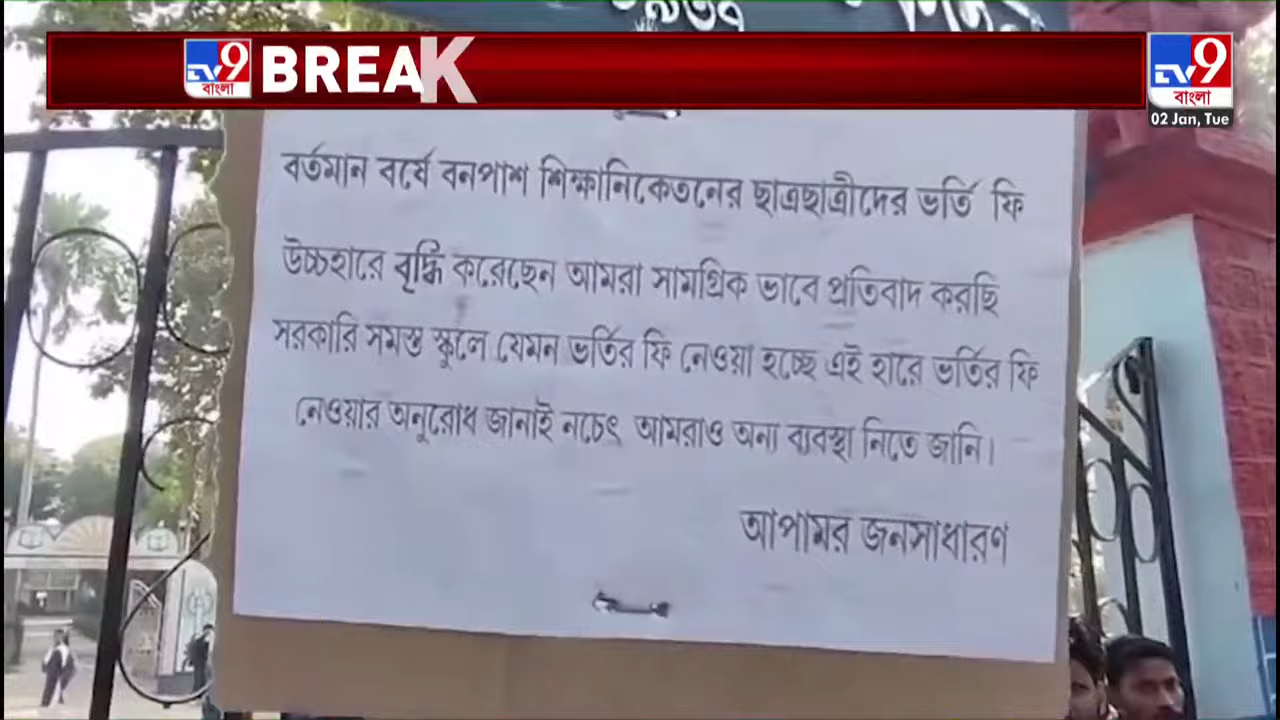 TV9 বাংলা BREAK
TV9 বাংলা
02 Jan, Tue
বর্তমান বর্ষে বনপাশ শিক্ষানিকেতনের ছাত্রছাত্রীদের ভর্তি ফি
উচ্চহারে বৃদ্ধি করেছেন আমরা সামগ্রিক ভাবে প্রতিবাদ করছি
সরকারি সমস্ত স্কুলে যেমন ভর্তির ফি নেওয়া হচ্ছে এই হারে ভর্তির ফি
নেওয়ার অনুরোধ জানাই নচেৎ আমরাও অন্য ব্যবস্থা নিতে জানি।
আপামর জনসাধারণ